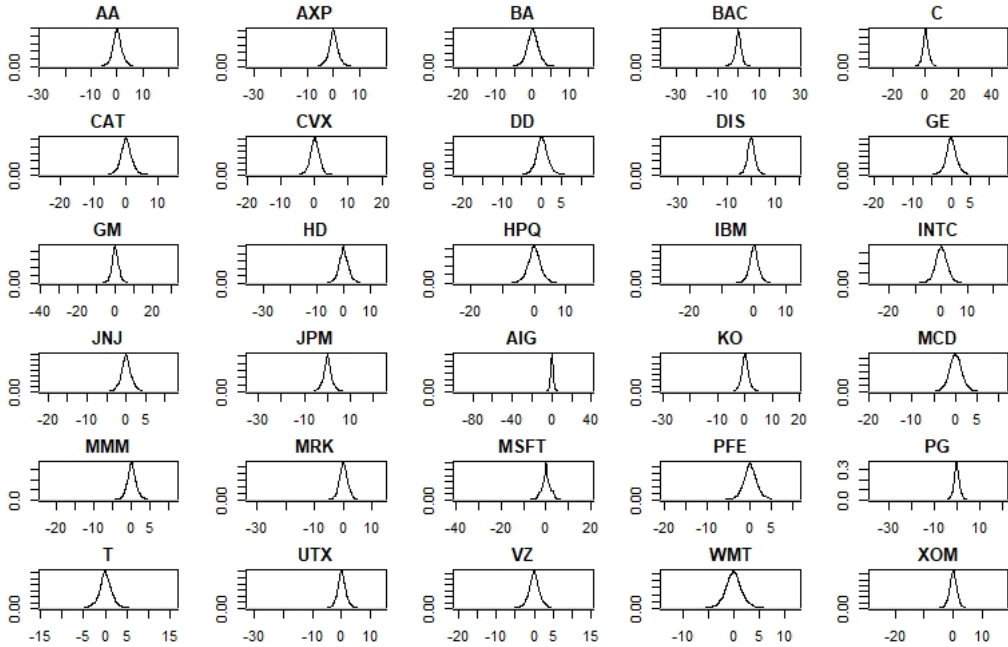 AA AXP BA BAC C
0.00 0.00 0.00 0.00 0.00
-30 -10 0 10 -30 -10 0 10 -20 -10 0 10 -30 -10 0 10 30 -20 0 20 40
CAT CVX DD DIS GE
0.00 0.00 0.00 0.00 0.00
-20 0 10 -20 0 10 20 -20 0 5 -30 -10 0 10 -20 -10 0 10
GM HD HPQ IBM INTC
0.00 0.00 0.00 0.00 0.00
-40 -20 0 20 -30 -10 0 10 -20 0 10 -20 0 10 -20 0 10
JNJ JPM AIG KO MCD
0.00 0.00 0.00 0.00 0.00
-20 0 5 -30 -10 10 -80 -40 0 40 -30 -10 0 10 20 -20 -10 0 5
MMM MRK MSFT PFE PG
0.0 0.00 0.00 0.00 0.0 0.3
-20 0 5 -30 -10 0 10 -40 -20 0 20 -20 -10 0 5 -30 -10 10
T UTX VZ WMT XOM
0.00 0.00 0.00 0.00 0.00
-15 -5 0 5 15 -30 -10 0 10 -20 -10 0 5 15 -10 0 5 10 -20 0 10